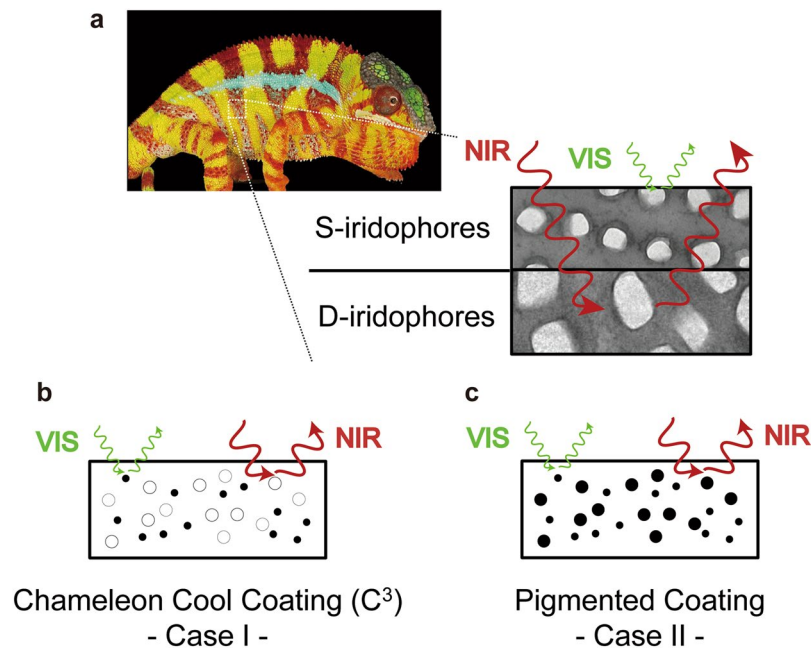 a
NIR
VIS
S-iridophores
D-iridophores
b
VIS
NIR
Chameleon Cool Coating (C³)
- Case I -
c
VIS
NIR
Pigmented Coating
- Case II -